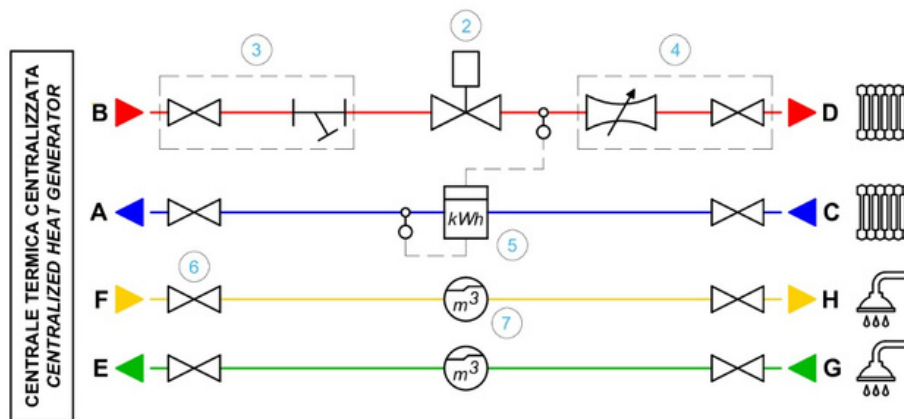 CENTRALE TERMICA CENTRALIZZATA
CENTRALIZED HEAT GENERATOR
3
2
4
B
D
A
kWh
C
5
6
F
m³
H
7
E
m³
G